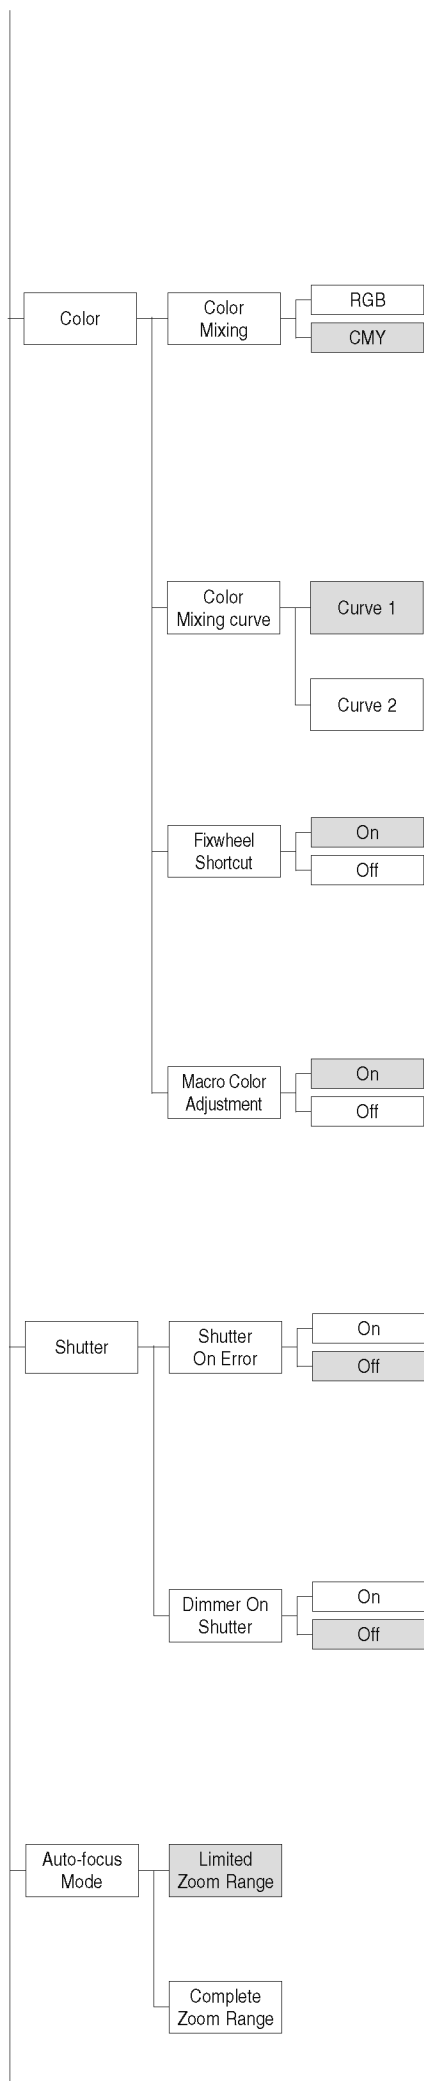 Color
Color
Mixing
RGB
CMY
Color
Mixing curve
Curve 1
Curve 2
Fixwheel
Shortcut
On
Off
Macro Color
Adjustment
On
Off
Shutter
Shutter
On Error
On
Off
Dimmer On
Shutter
On
Off
Auto-focus
Mode
Limited
Zoom Range
Complete
Zoom Range